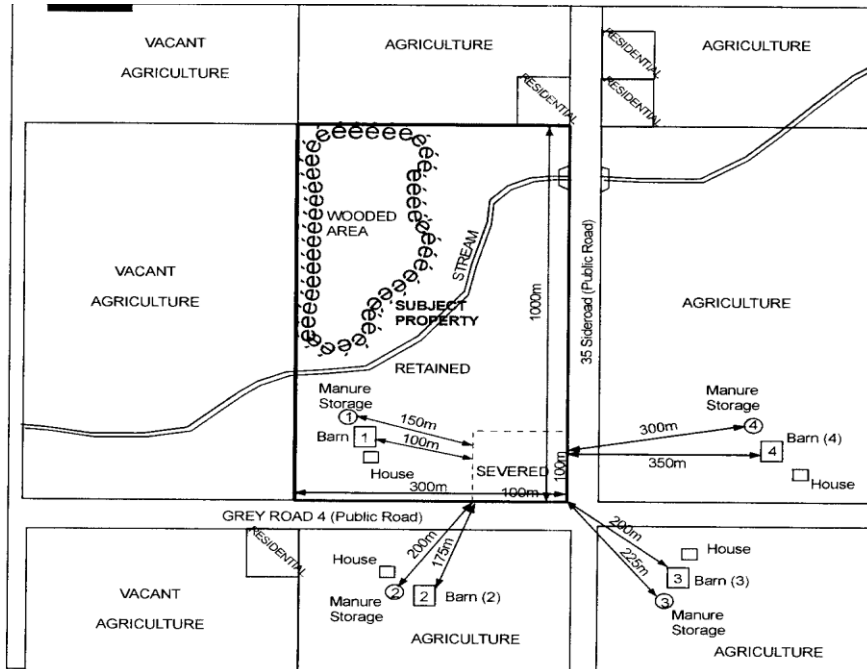 VACANT
AGRICULTURE
AGRICULTURE
RESIDENTIAL
RESIDENTIAL
RESIDENTIAL
AGRICULTURE
WOODED
AREA
STREAM
1000m
35 Sideroad (Public Road)
VACANT
AGRICULTURE
SUBJECT
PROPERTY
AGRICULTURE
RETAINED
Manure
Storage
1
150m
Barn
1
100m
House
SEVERED
100m
300m
100m
300m
350m
Manure
Storage
4
Barn (4)
4
House
GREY ROAD 4 (Public Road)
RESIDENTIAL
VACANT
AGRICULTURE
200m
175m
House
2
2
Barn (2)
Manure
Storage
AGRICULTURE
200m
225m
House
3
Barn (3)
3
Manure
Storage
AGRICULTURE